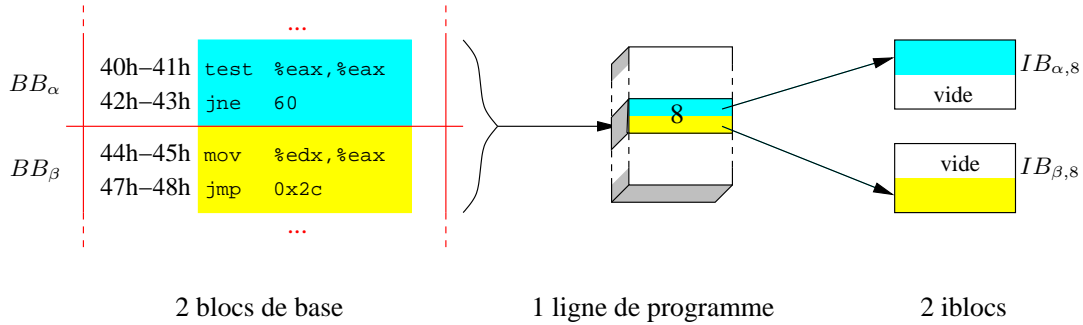 ...
BBα
40h–41h test %eax,%eax
42h–43h jne 60
BBβ
44h–45h mov %edx,%eax
47h–48h jmp 0x2c
...
8
IBα,8
vide
vide
IBβ,8
2 blocs de base
1 ligne de programme
2 iblocs